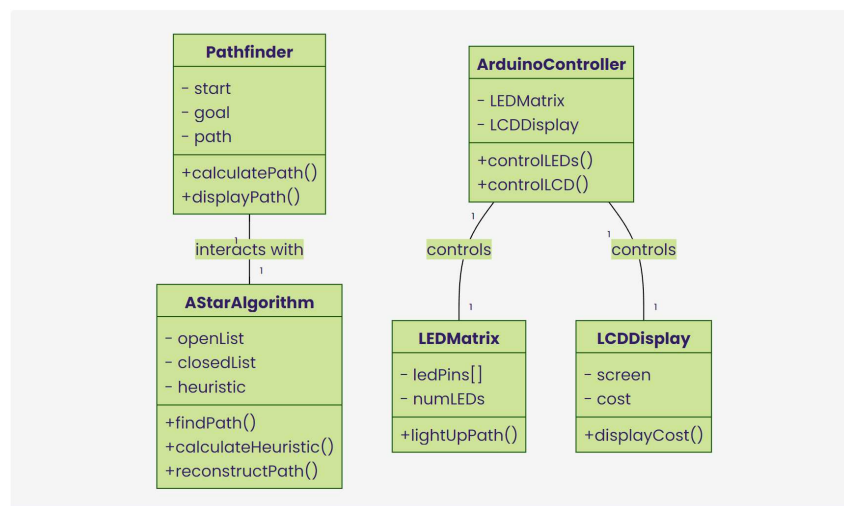 Pathfinder
- start
- goal
- path
+calculatePath()
+displayPath()
1
interacts with
1
AStarAlgorithm
- openList
- closedList
- heuristic
+findPath()
+calculateHeuristic()
+reconstructPath()
ArduinoController
- LEDMatrix
- LCDDisplay
+controlLEDs()
+controlLCD()
1
controls
1
LEDMatrix
- ledPins[]
- numLEDs
+lightUpPath()
1
controls
1
LCDDisplay
- screen
- cost
+displayCost()